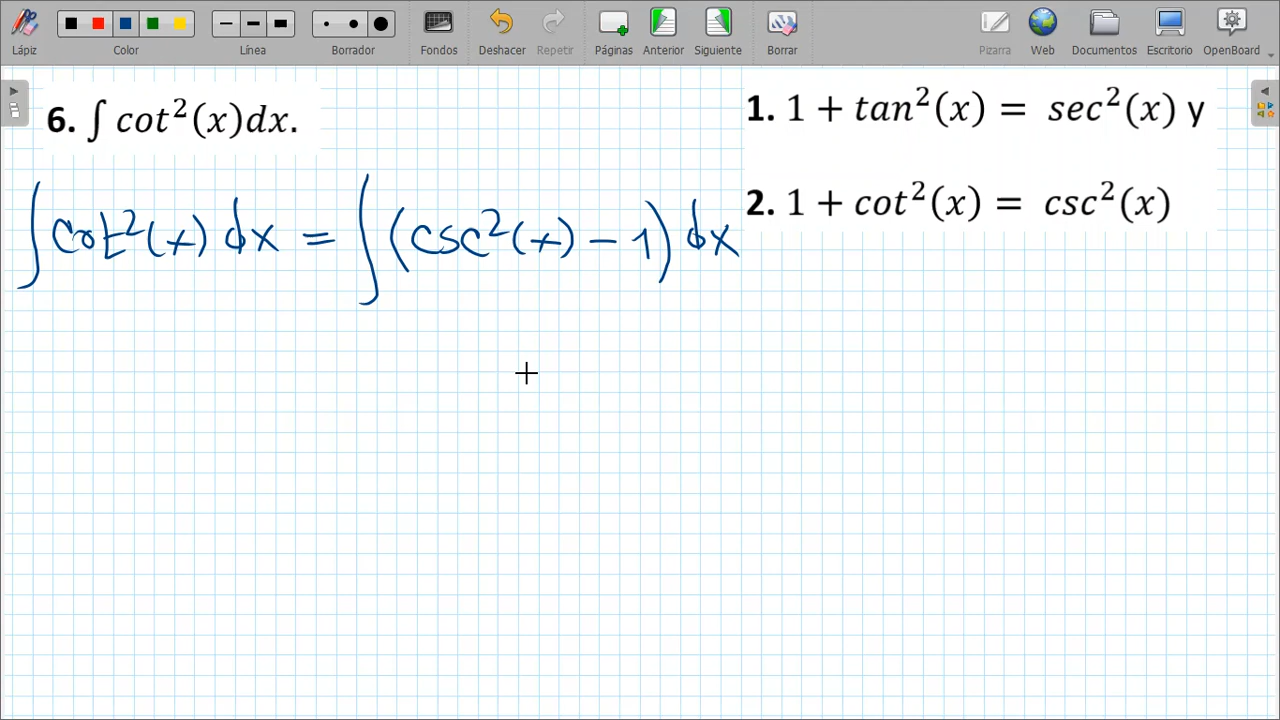 Lápiz Color Línea Borrador Fondos Deshacer Repetir Páginas Anterior Siguiente Borrar Pizarra Web Documentos Escritorio OpenBoard
6. ∫ cot²(x)dx.
1. 1 + tan²(x) = sec²(x) y
2. 1 + cot²(x) = csc²(x)
∫ cot²(x) dx = ∫ (csc²(x) − 1) dx